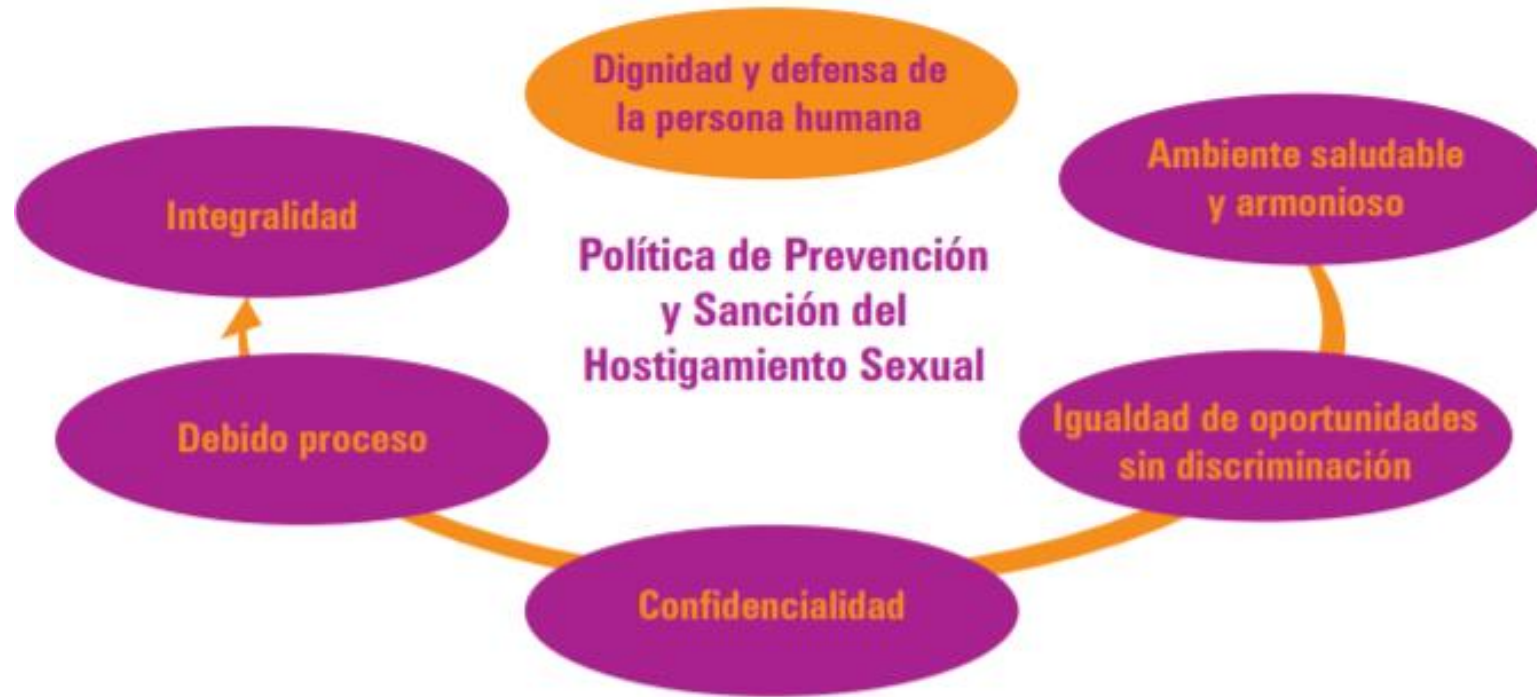 Dignidad y defensa de
la persona humana
Ambiente saludable
y armonioso
Integralidad
Política de Prevención
y Sanción del
Hostigamiento Sexual
Igualdad de oportunidades
sin discriminación
Debido proceso
Confidencialidad